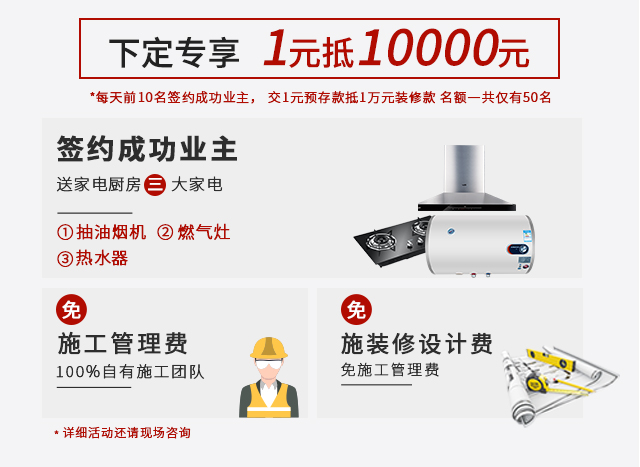 下定专享 1元抵10000元
*每天前10名签约成功业主， 交1元预存款抵1万元装修款 名额一共仅有50名
签约成功业主
送家电厨房 三 大家电
①抽油烟机 ②燃气灶
③热水器
免
施工管理费
100%自有施工团队
免
施装修设计费
免施工管理费
* 详细活动还请现场咨询